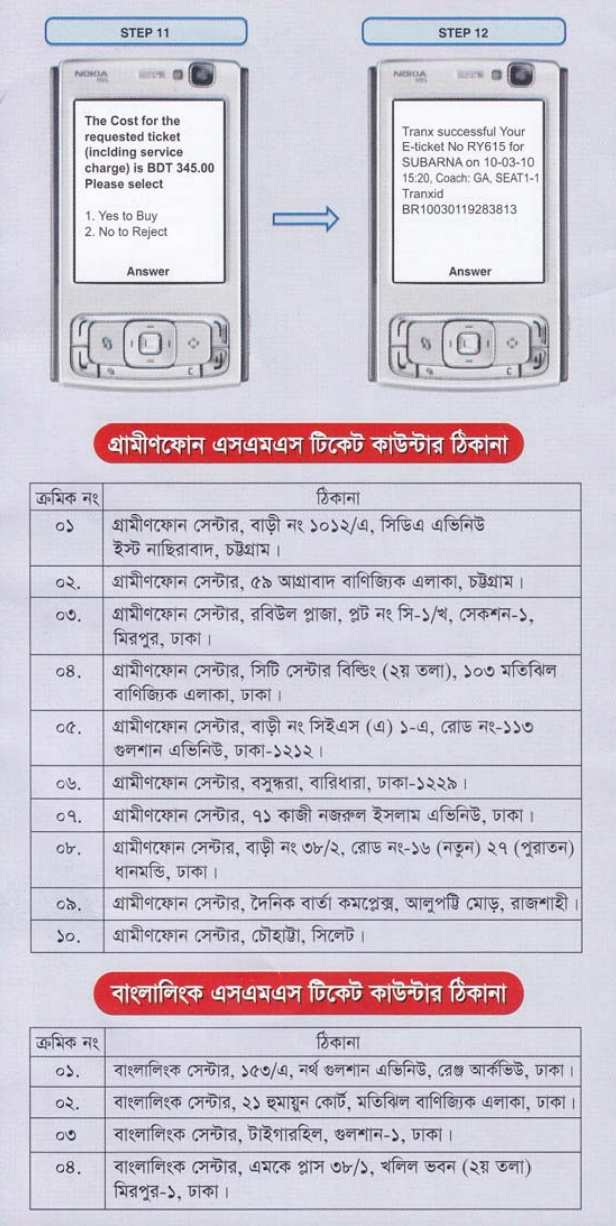 STEP 11
STEP 12
NOKIA
NOKIA
The Cost for the
requested ticket
(inclding service
charge) is BDT 345.00
Please select
1. Yes to Buy
2. No to Reject
Answer
Tranx successful Your
E-ticket No RY615 for
SUBARNA on 10-03-10
15:20, Coach: GA, SEAT1-1
Tranxid
BR10030119283813
Answer
গ্রামীণফোন এসএমএস টিকেট কাউন্টার ঠিকানা
ক্রমিক নং ঠিকানা
০১ গ্রামীণফোন সেন্টার, বাড়ী নং ১০১২/এ, সিডিএ এভিনিউ
ইস্ট নাছিরাবাদ, চট্টগ্রাম।
০২. গ্রামীণফোন সেন্টার, ৫৯ আগ্রাবাদ বাণিজ্যিক এলাকা, চট্টগ্রাম।
০৩. গ্রামীণফোন সেন্টার, রবিউল প্লাজা, প্লট নং সি-১/খ, সেকশন-১,
মিরপুর, ঢাকা।
০৪. গ্রামীণফোন সেন্টার, সিটি সেন্টার বিল্ডিং (২য় তলা), ১০৩ মতিঝিল
বাণিজ্যিক এলাকা, ঢাকা।
০৫. গ্রামীণফোন সেন্টার, বাড়ী নং সিইএস (এ) ১-এ, রোড নং-১১৩
গুলশান এভিনিউ, ঢাকা-১২১২।
০৬. গ্রামীণফোন সেন্টার, বসুন্ধরা, বারিধারা, ঢাকা-১২২৯।
০৭. গ্রামীণফোন সেন্টার, ৭১ কাজী নজরুল ইসলাম এভিনিউ, ঢাকা।
০৮. গ্রামীণফোন সেন্টার, বাড়ী নং ৩৮/২, রোড নং-১৬ (নতুন) ২৭ (পুরাতন)
ধানমন্ডি, ঢাকা।
০৯. গ্রামীণফোন সেন্টার, দৈনিক বার্তা কমপ্লেক্স, আলুপট্টি মোড়, রাজশাহী।
১০. গ্রামীণফোন সেন্টার, চৌহাট্টা, সিলেট।
বাংলালিংক এসএমএস টিকেট কাউন্টার ঠিকানা
ক্রমিক নং ঠিকানা
০১. বাংলালিংক সেন্টার, ১৫৩/এ, নর্থ গুলশান এভিনিউ, রেঞ্জ আর্কভিউ, ঢাকা।
০২. বাংলালিংক সেন্টার, ২১ হুমায়ুন কোর্ট, মতিঝিল বাণিজ্যিক এলাকা, ঢাকা।
০৩ বাংলালিংক সেন্টার, টাইগারহিল, গুলশান-১, ঢাকা।
০৪. বাংলালিংক সেন্টার, এমকে প্লাস ৩৮/১, খলিল ভবন (২য় তলা)
মিরপুর-১, ঢাকা।